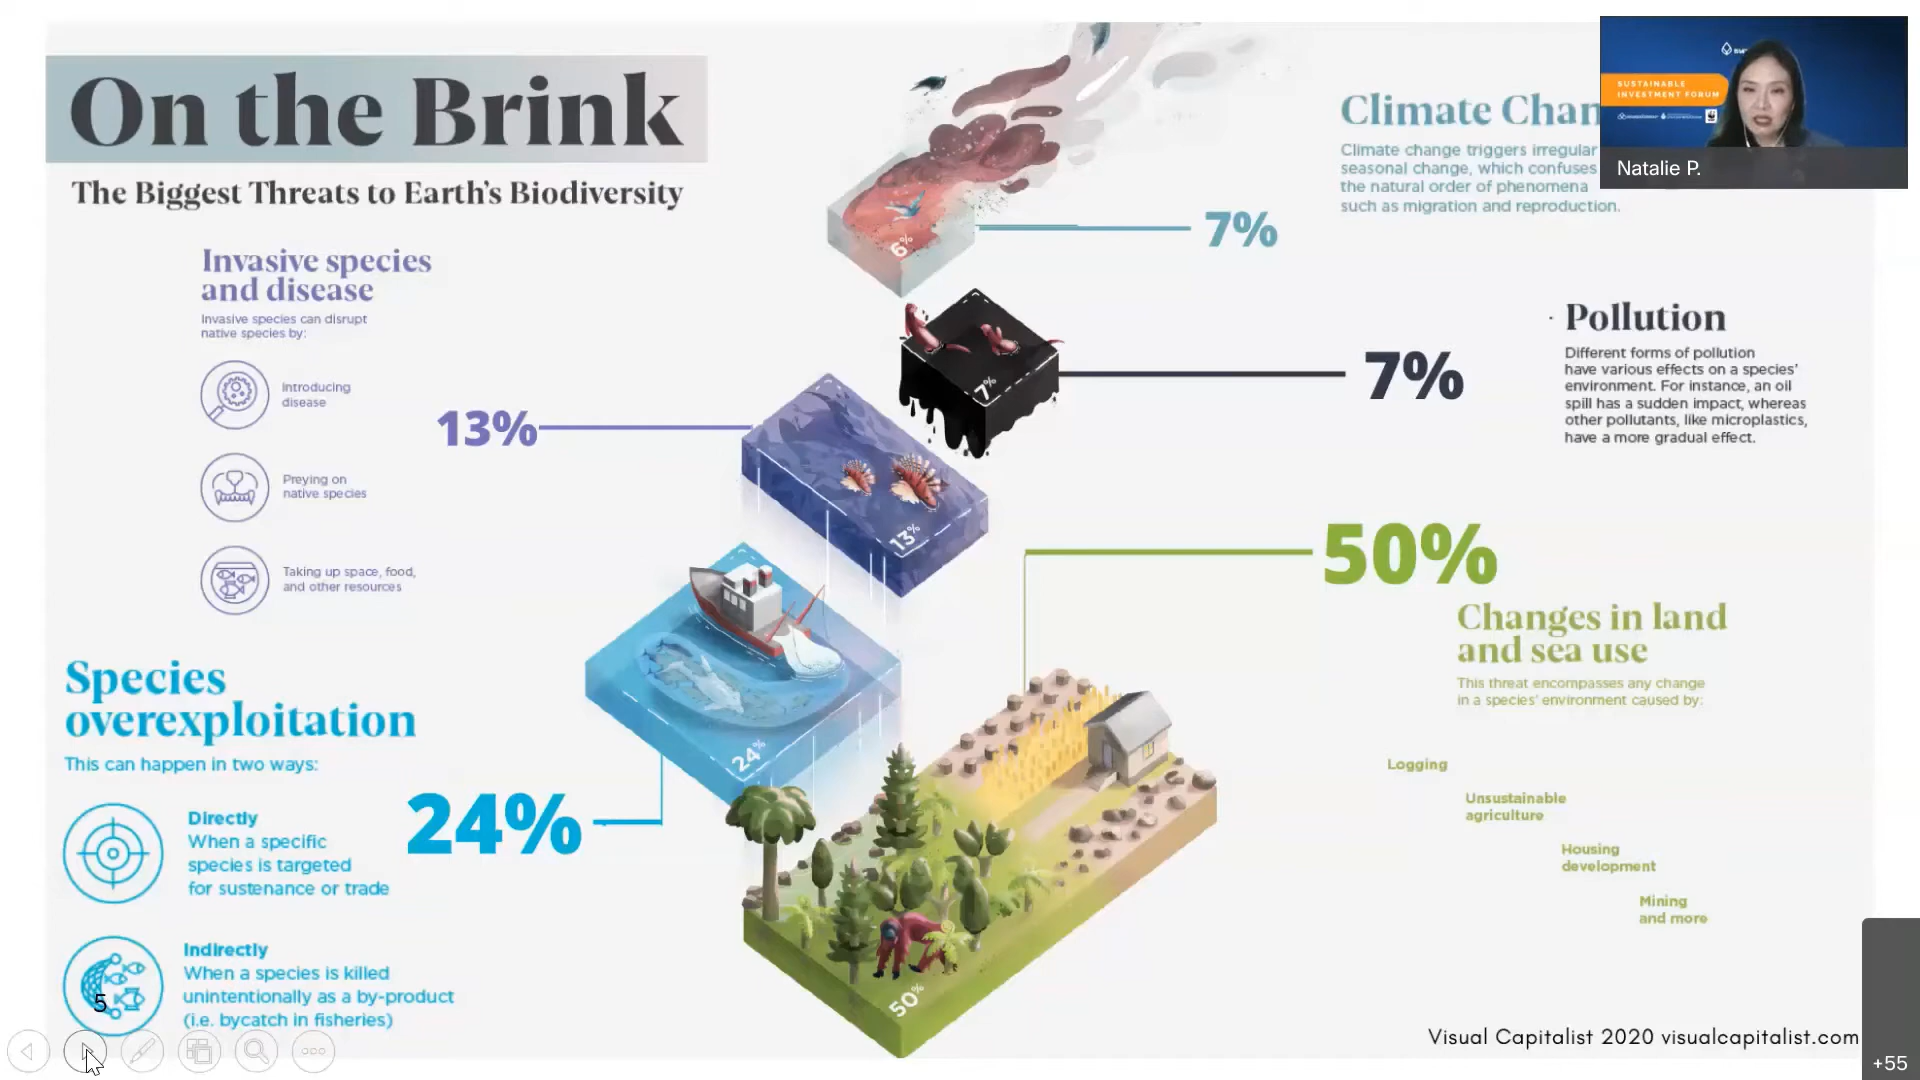 On the Brink
The Biggest Threats to Earth's Biodiversity
Invasive species
and disease
Invasive species can disrupt
native species by:
Introducing
disease
Preying on
native species
Taking up space, food,
and other resources
13%
Species
overexploitation
This can happen in two ways:
Directly
When a specific
species is targeted
for sustenance or trade
24%
Indirectly
When a species is killed
unintentionally as a by-product
(i.e. bycatch in fisheries)
5
6%
7%
13%
24%
50%
Climate Chan
Climate change triggers irregular
seasonal change, which confuses
the natural order of phenomena
such as migration and reproduction.
7%
Pollution
Different forms of pollution
have various effects on a species'
environment. For instance, an oil
spill has a sudden impact, whereas
other pollutants, like microplastics,
have a more gradual effect.
7%
50%
Changes in land
and sea use
This threat encompasses any change
in a species' environment caused by:
Logging
Unsustainable
agriculture
Housing
development
Mining
and more
Visual Capitalist 2020 visualcapitalist.com
SUSTAINABLE
INVESTMENT FORUM
Natalie P.
+55